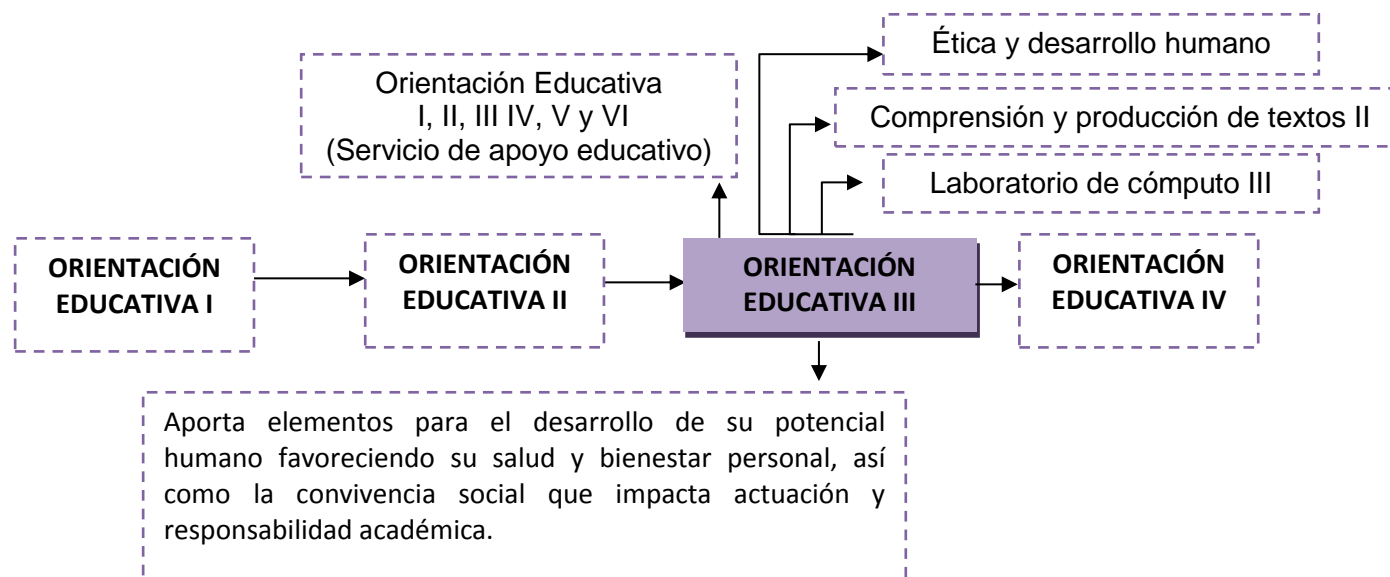 Ética y desarrollo humano
Orientación Educativa
I, II, III IV, V y VI
(Servicio de apoyo educativo)
Comprensión y producción de textos II
Laboratorio de cómputo III
ORIENTACIÓN
EDUCATIVA I
ORIENTACIÓN
EDUCATIVA II
ORIENTACIÓN
EDUCATIVA III
ORIENTACIÓN
EDUCATIVA IV
Aporta elementos para el desarrollo de su potencial
humano favoreciendo su salud y bienestar personal, así
como la convivencia social que impacta actuación y
responsabilidad académica.